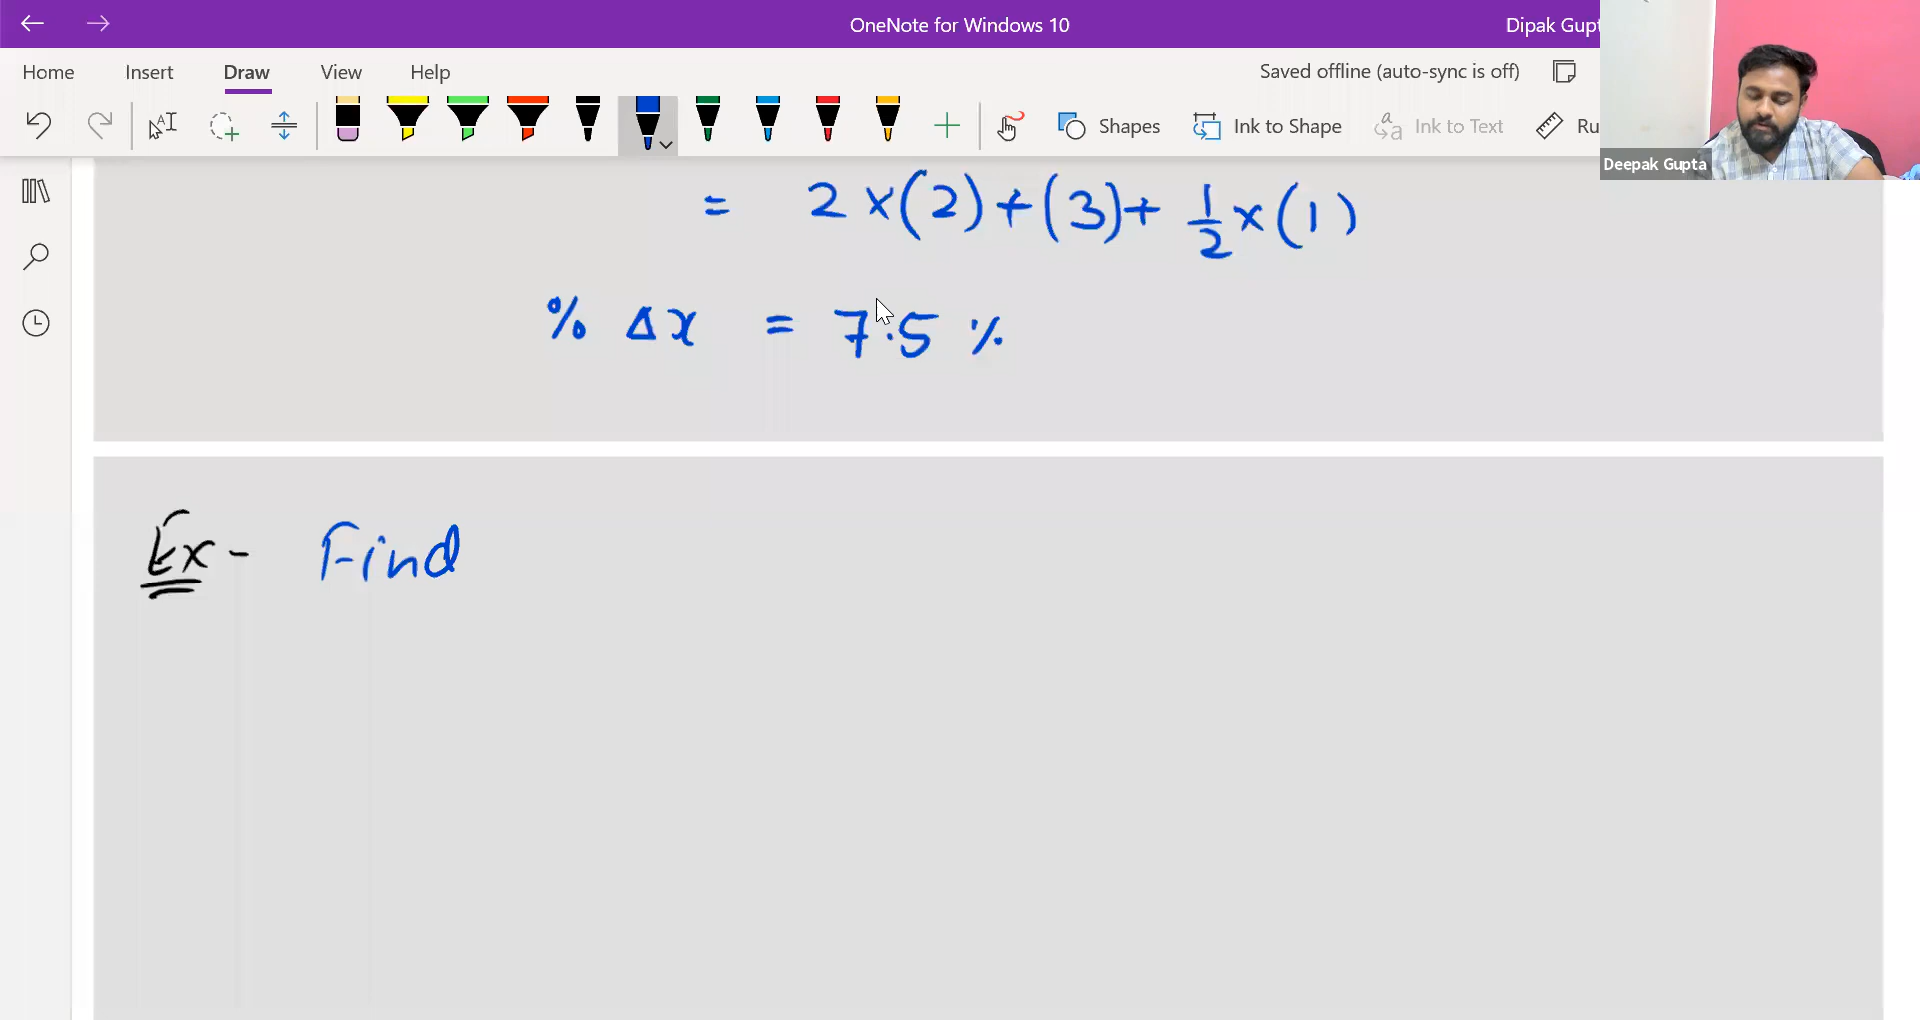 OneNote for Windows 10
Dipak Gupt
Home Insert Draw View Help
Saved offline (auto-sync is off)
Shapes Ink to Shape Ink to Text Ru
Deepak Gupta
= 2 x (2) + (3) + 1/2 x (1)
% Δx = 7.5 %
Ex - Find